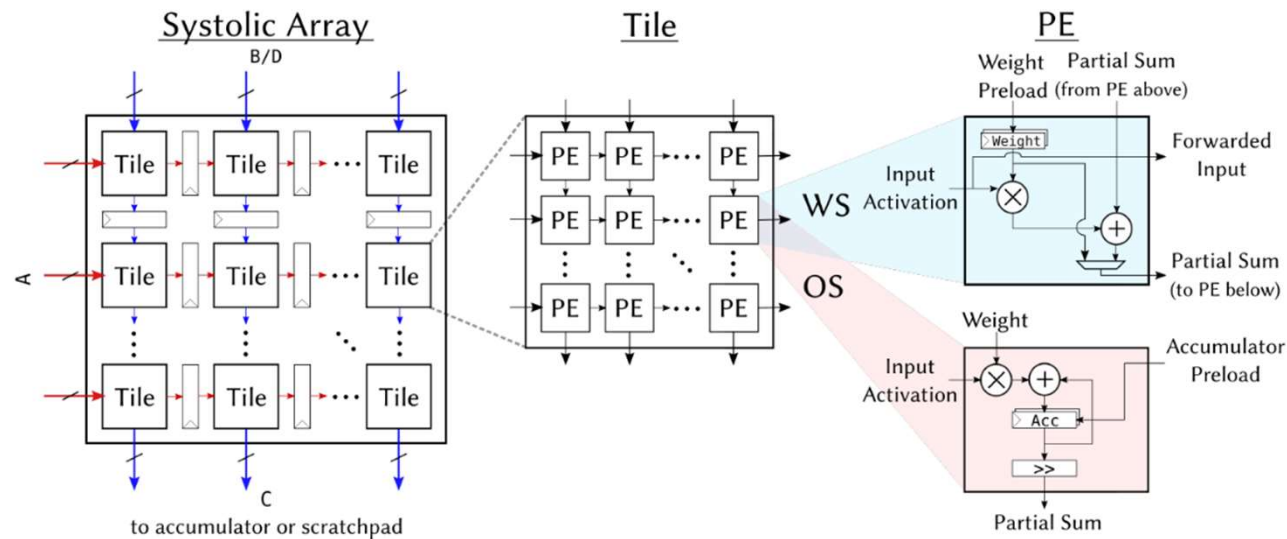 Systolic Array
B/D
Tile
Tile
Tile
Tile
Tile
Tile
Tile
Tile
Tile
A
C
to accumulator or scratchpad
Tile
PE
PE
PE
PE
PE
PE
PE
PE
PE
WS
OS
PE
Weight
Preload
Partial Sum
(from PE above)
Weight
Forwarded
Input
Input
Activation
Partial Sum
(to PE below)
Weight
Accumulator
Preload
Input
Activation
Acc
>>
Partial Sum